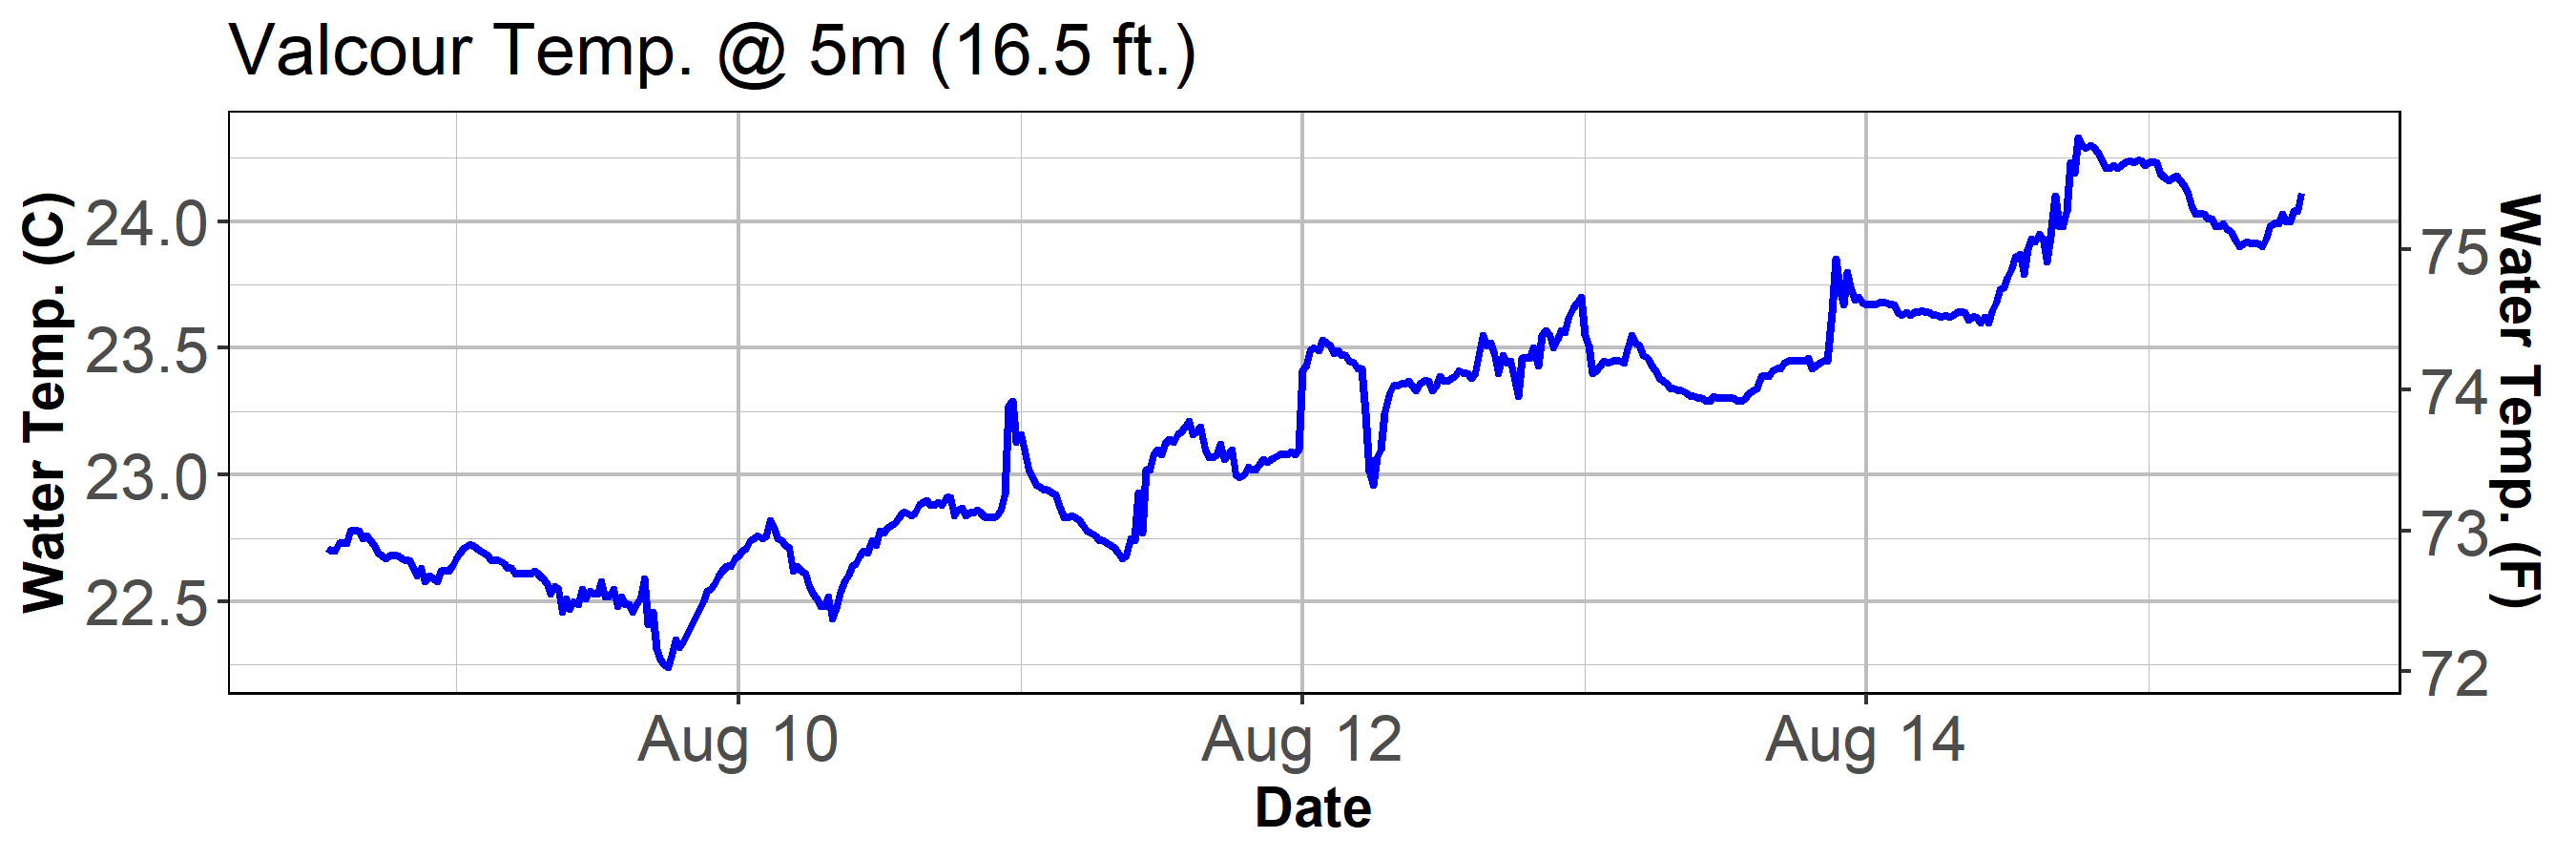 Valcour Temp. @ 5m (16.5 ft.)
Water Temp. (C)
24.0
23.5
23.0
22.5
75
74
73
72
Water Temp. (F)
Aug 10
Aug 12
Aug 14
Date